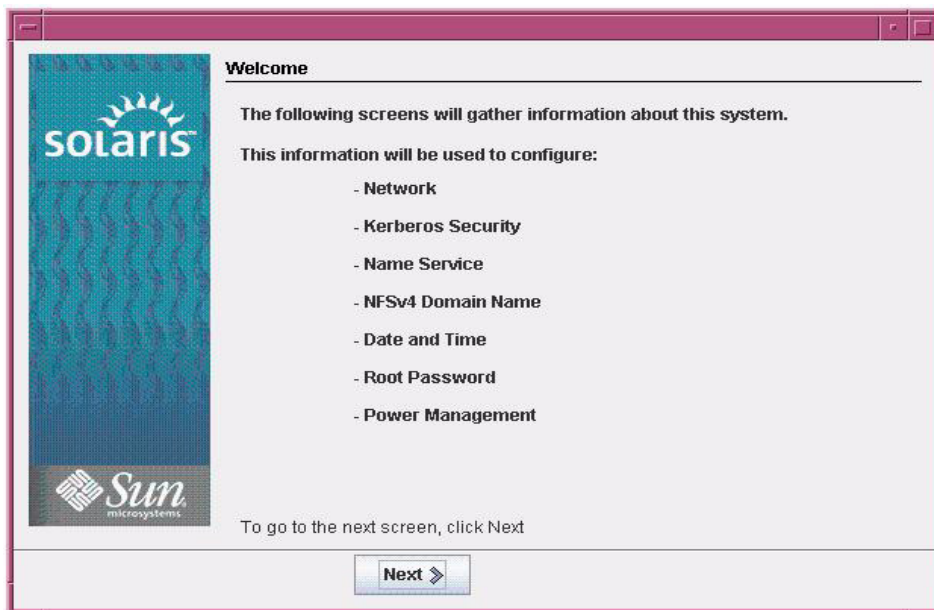 Welcome
solaris™
The following screens will gather information about this system.
This information will be used to configure:
- Network
- Kerberos Security
- Name Service
- NFSv4 Domain Name
- Date and Time
- Root Password
- Power Management
Sun
microsystems
To go to the next screen, click Next
Next